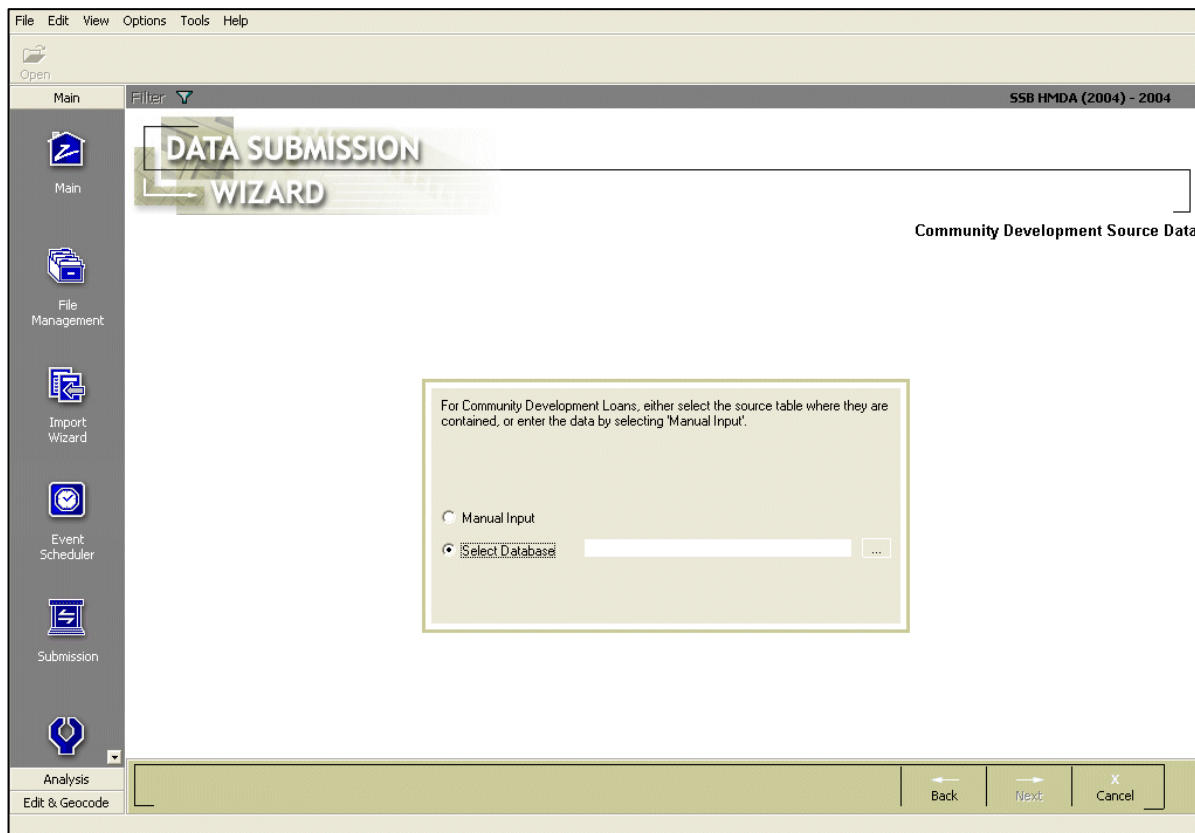 File Edit View Options Tools Help
Open
Main
Filter
SSB HMDA (2004) - 2004
DATA SUBMISSION
WIZARD
Community Development Source Data
Main
File
Management
Import
Wizard
Event
Scheduler
Submission
For Community Development Loans, either select the source table where they are
contained, or enter the data by selecting 'Manual Input'.
Manual Input
Select Database
...
Analysis
Edit & Geocode
Back
Next
X
Cancel